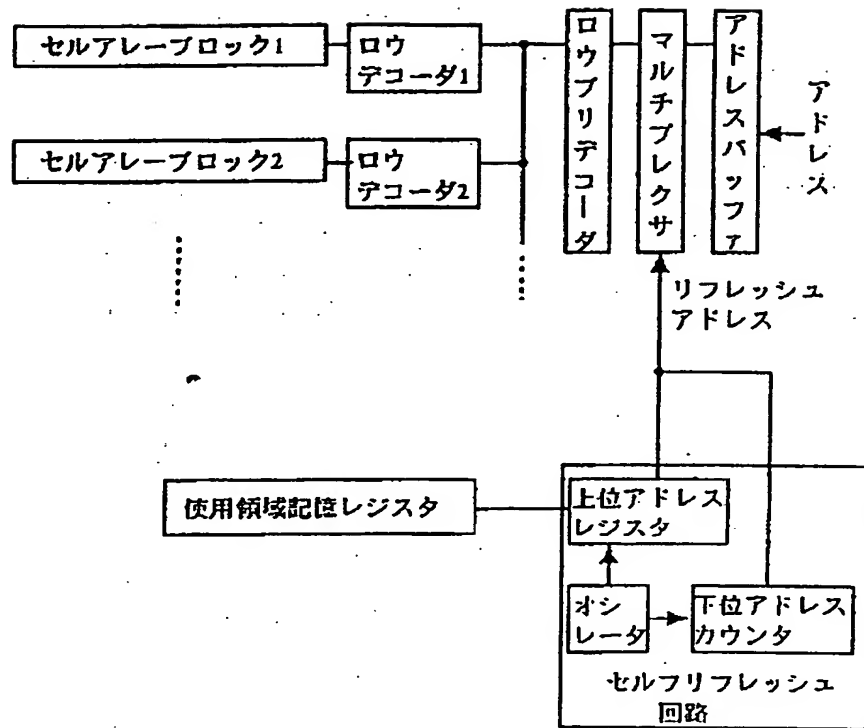 セルアレーブロック1
ロウ
デコーダ1
ロウプリデコーダ
マルチプレクサ
アドレスバッファ
アドレス
セルアレーブロック2
ロウ
デコーダ2
リフレッシュ
アドレス
使用領域記憶レジスタ
上位アドレス
レジスタ
オシ
レータ
下位アドレス
カウンタ
セルフリフレッシュ
回路